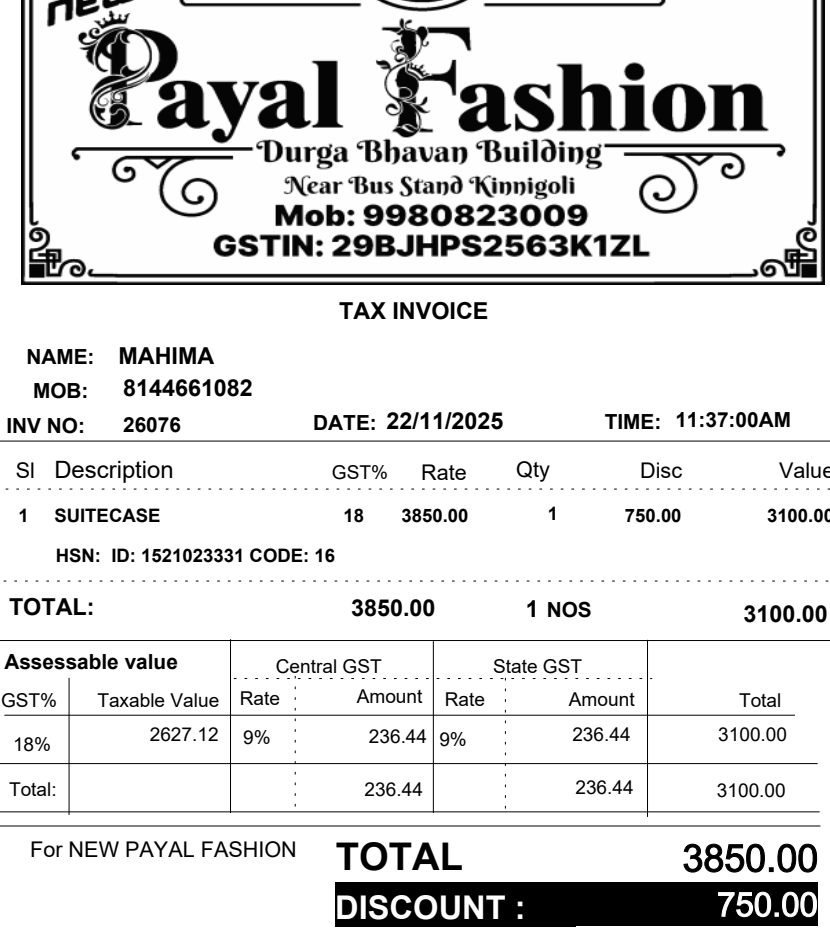 new
Payal Fashion
Durga Bhavan Building
Near Bus Stand Kinnigoli
Mob: 9980823009
GSTIN: 29BJHPS2563K1ZL
TAX INVOICE
NAME: MAHIMA
MOB: 8144661082
INV NO: 26076 DATE: 22/11/2025 TIME: 11:37:00AM
Sl Description GST% Rate Qty Disc Value
1 SUITECASE 18 3850.00 1 750.00 3100.00
HSN: ID: 1521023331 CODE: 16
TOTAL: 3850.00 1 NOS 3100.00
Assessable value Central GST State GST
GST% Taxable Value Rate Amount Rate Amount Total
18% 2627.12 9% 236.44 9% 236.44 3100.00
Total: 236.44 236.44 3100.00
For NEW PAYAL FASHION TOTAL 3850.00
DISCOUNT : 750.00